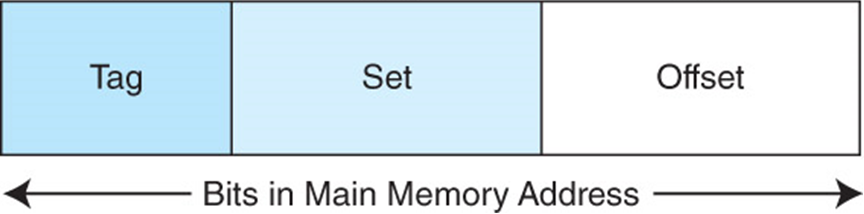 Tag Set Offset
Bits in Main Memory Address